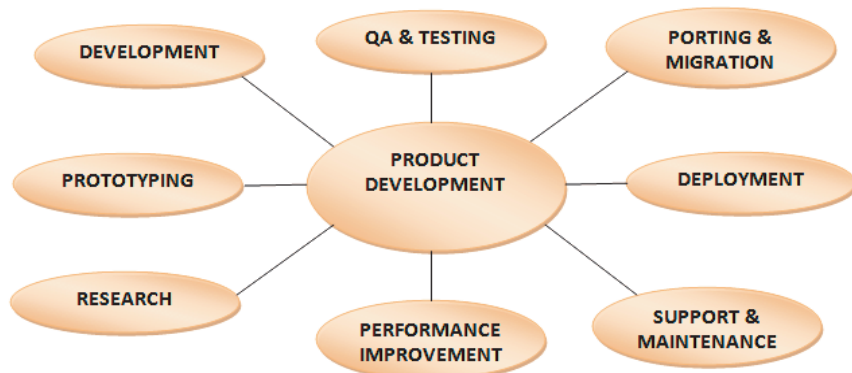 DEVELOPMENT
QA & TESTING
PORTING &
MIGRATION
PROTOTYPING
PRODUCT
DEVELOPMENT
DEPLOYMENT
RESEARCH
PERFORMANCE
IMPROVEMENT
SUPPORT &
MAINTENANCE